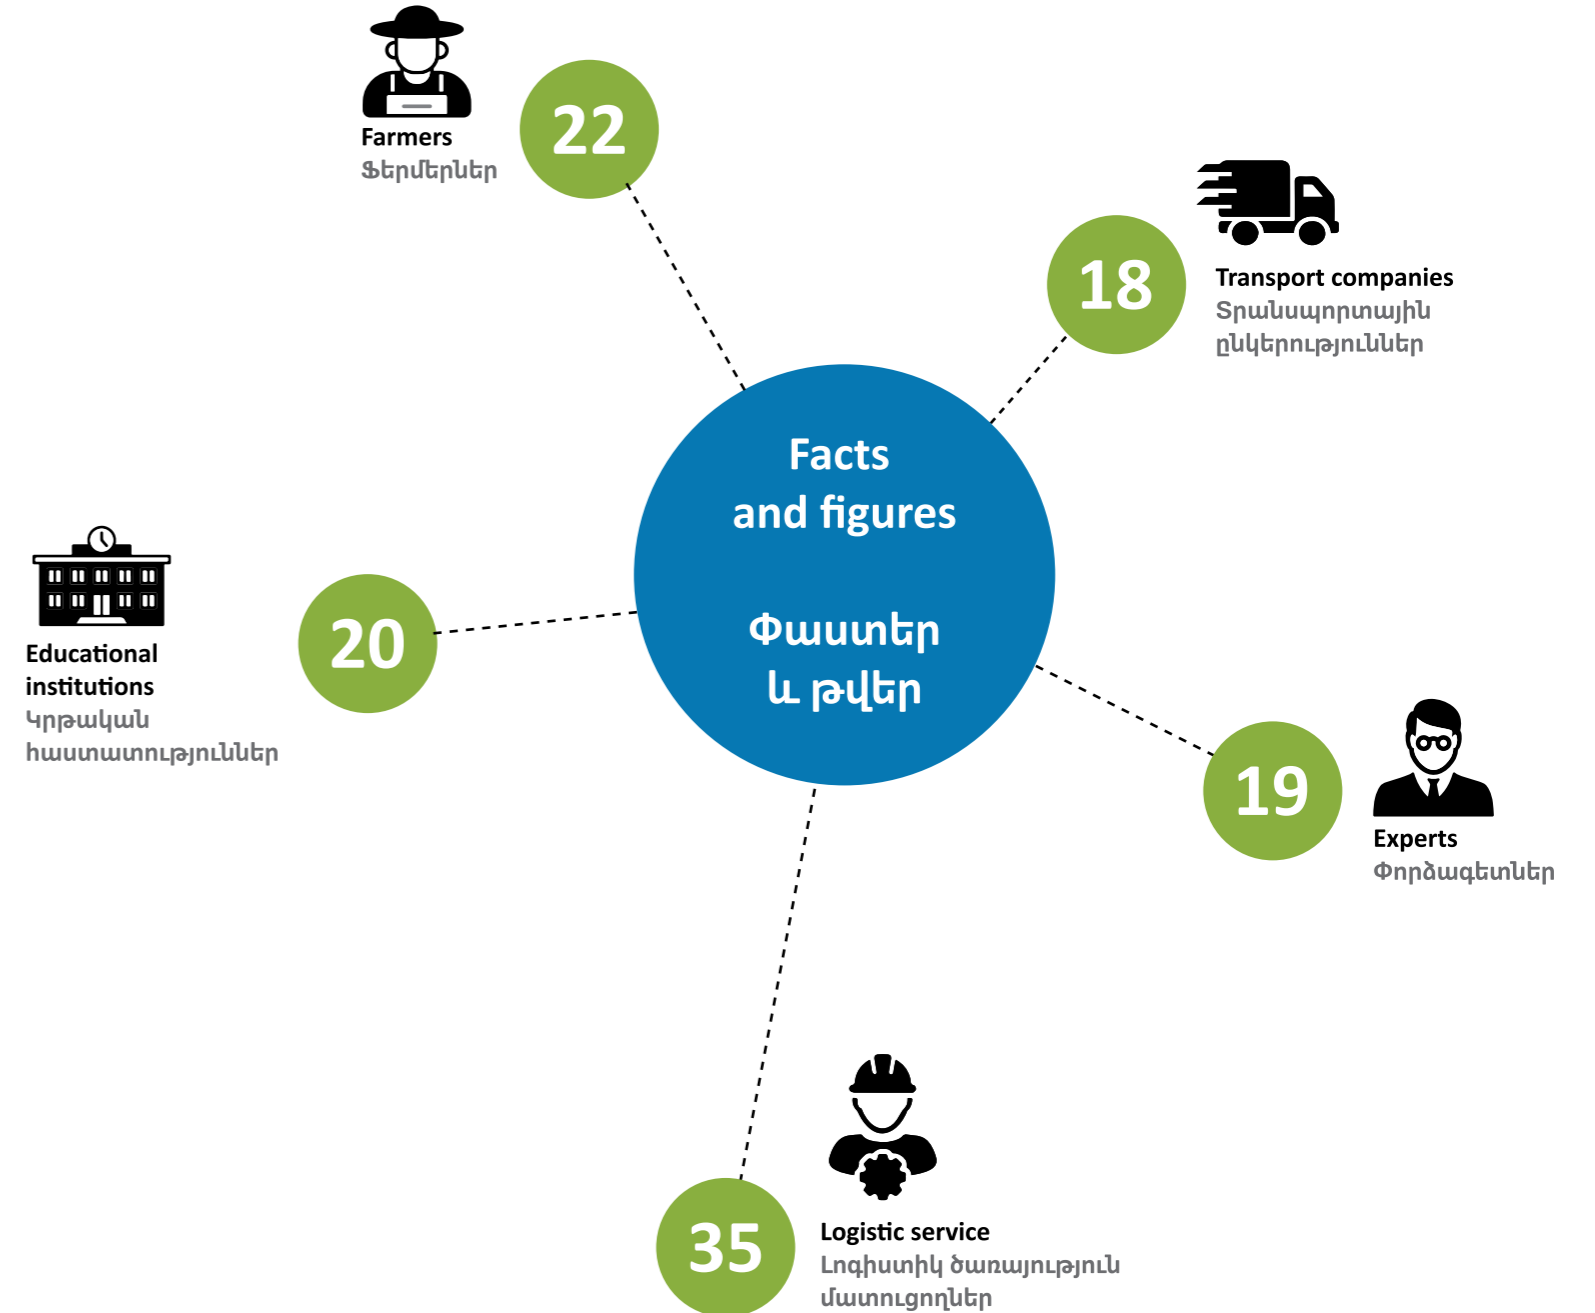 22
Farmers
Ֆերմերներ
18
Transport companies
Տրանսպորտային
ընկերություններ
Facts
and figures
Փաստեր
և թվեր
20
Educational
institutions
Կրթական
հաստատություններ
19
Experts
Փորձագետներ
35
Logistic service
Լոգիստիկ ծառայություն
մատուցողներ